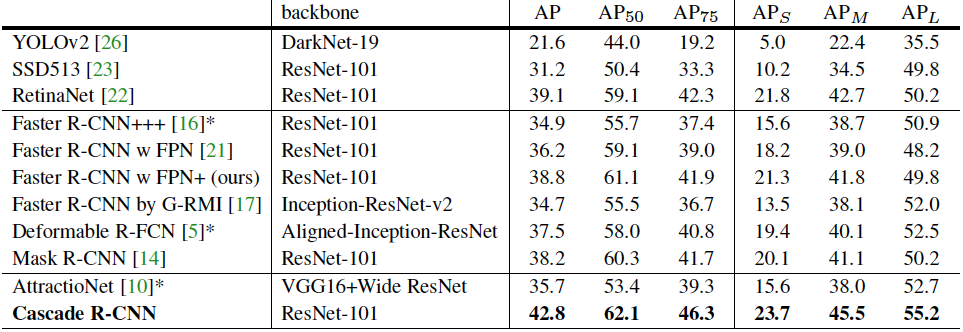 backbone AP AP50 AP75 APS APM APL
YOLOv2 [26] DarkNet-19 21.6 44.0 19.2 5.0 22.4 35.5
SSD513 [23] ResNet-101 31.2 50.4 33.3 10.2 34.5 49.8
RetinaNet [22] ResNet-101 39.1 59.1 42.3 21.8 42.7 50.2
Faster R-CNN+++ [16]* ResNet-101 34.9 55.7 37.4 15.6 38.7 50.9
Faster R-CNN w FPN [21] ResNet-101 36.2 59.1 39.0 18.2 39.0 48.2
Faster R-CNN w FPN+ (ours) ResNet-101 38.8 61.1 41.9 21.3 41.8 49.8
Faster R-CNN by G-RMI [17] Inception-ResNet-v2 34.7 55.5 36.7 13.5 38.1 52.0
Deformable R-FCN [5]* Aligned-Inception-ResNet 37.5 58.0 40.8 19.4 40.1 52.5
Mask R-CNN [14] ResNet-101 38.2 60.3 41.7 20.1 41.1 50.2
AttractioNet [10]* VGG16+Wide ResNet 35.7 53.4 39.3 15.6 38.0 52.7
Cascade R-CNN ResNet-101 42.8 62.1 46.3 23.7 45.5 55.2